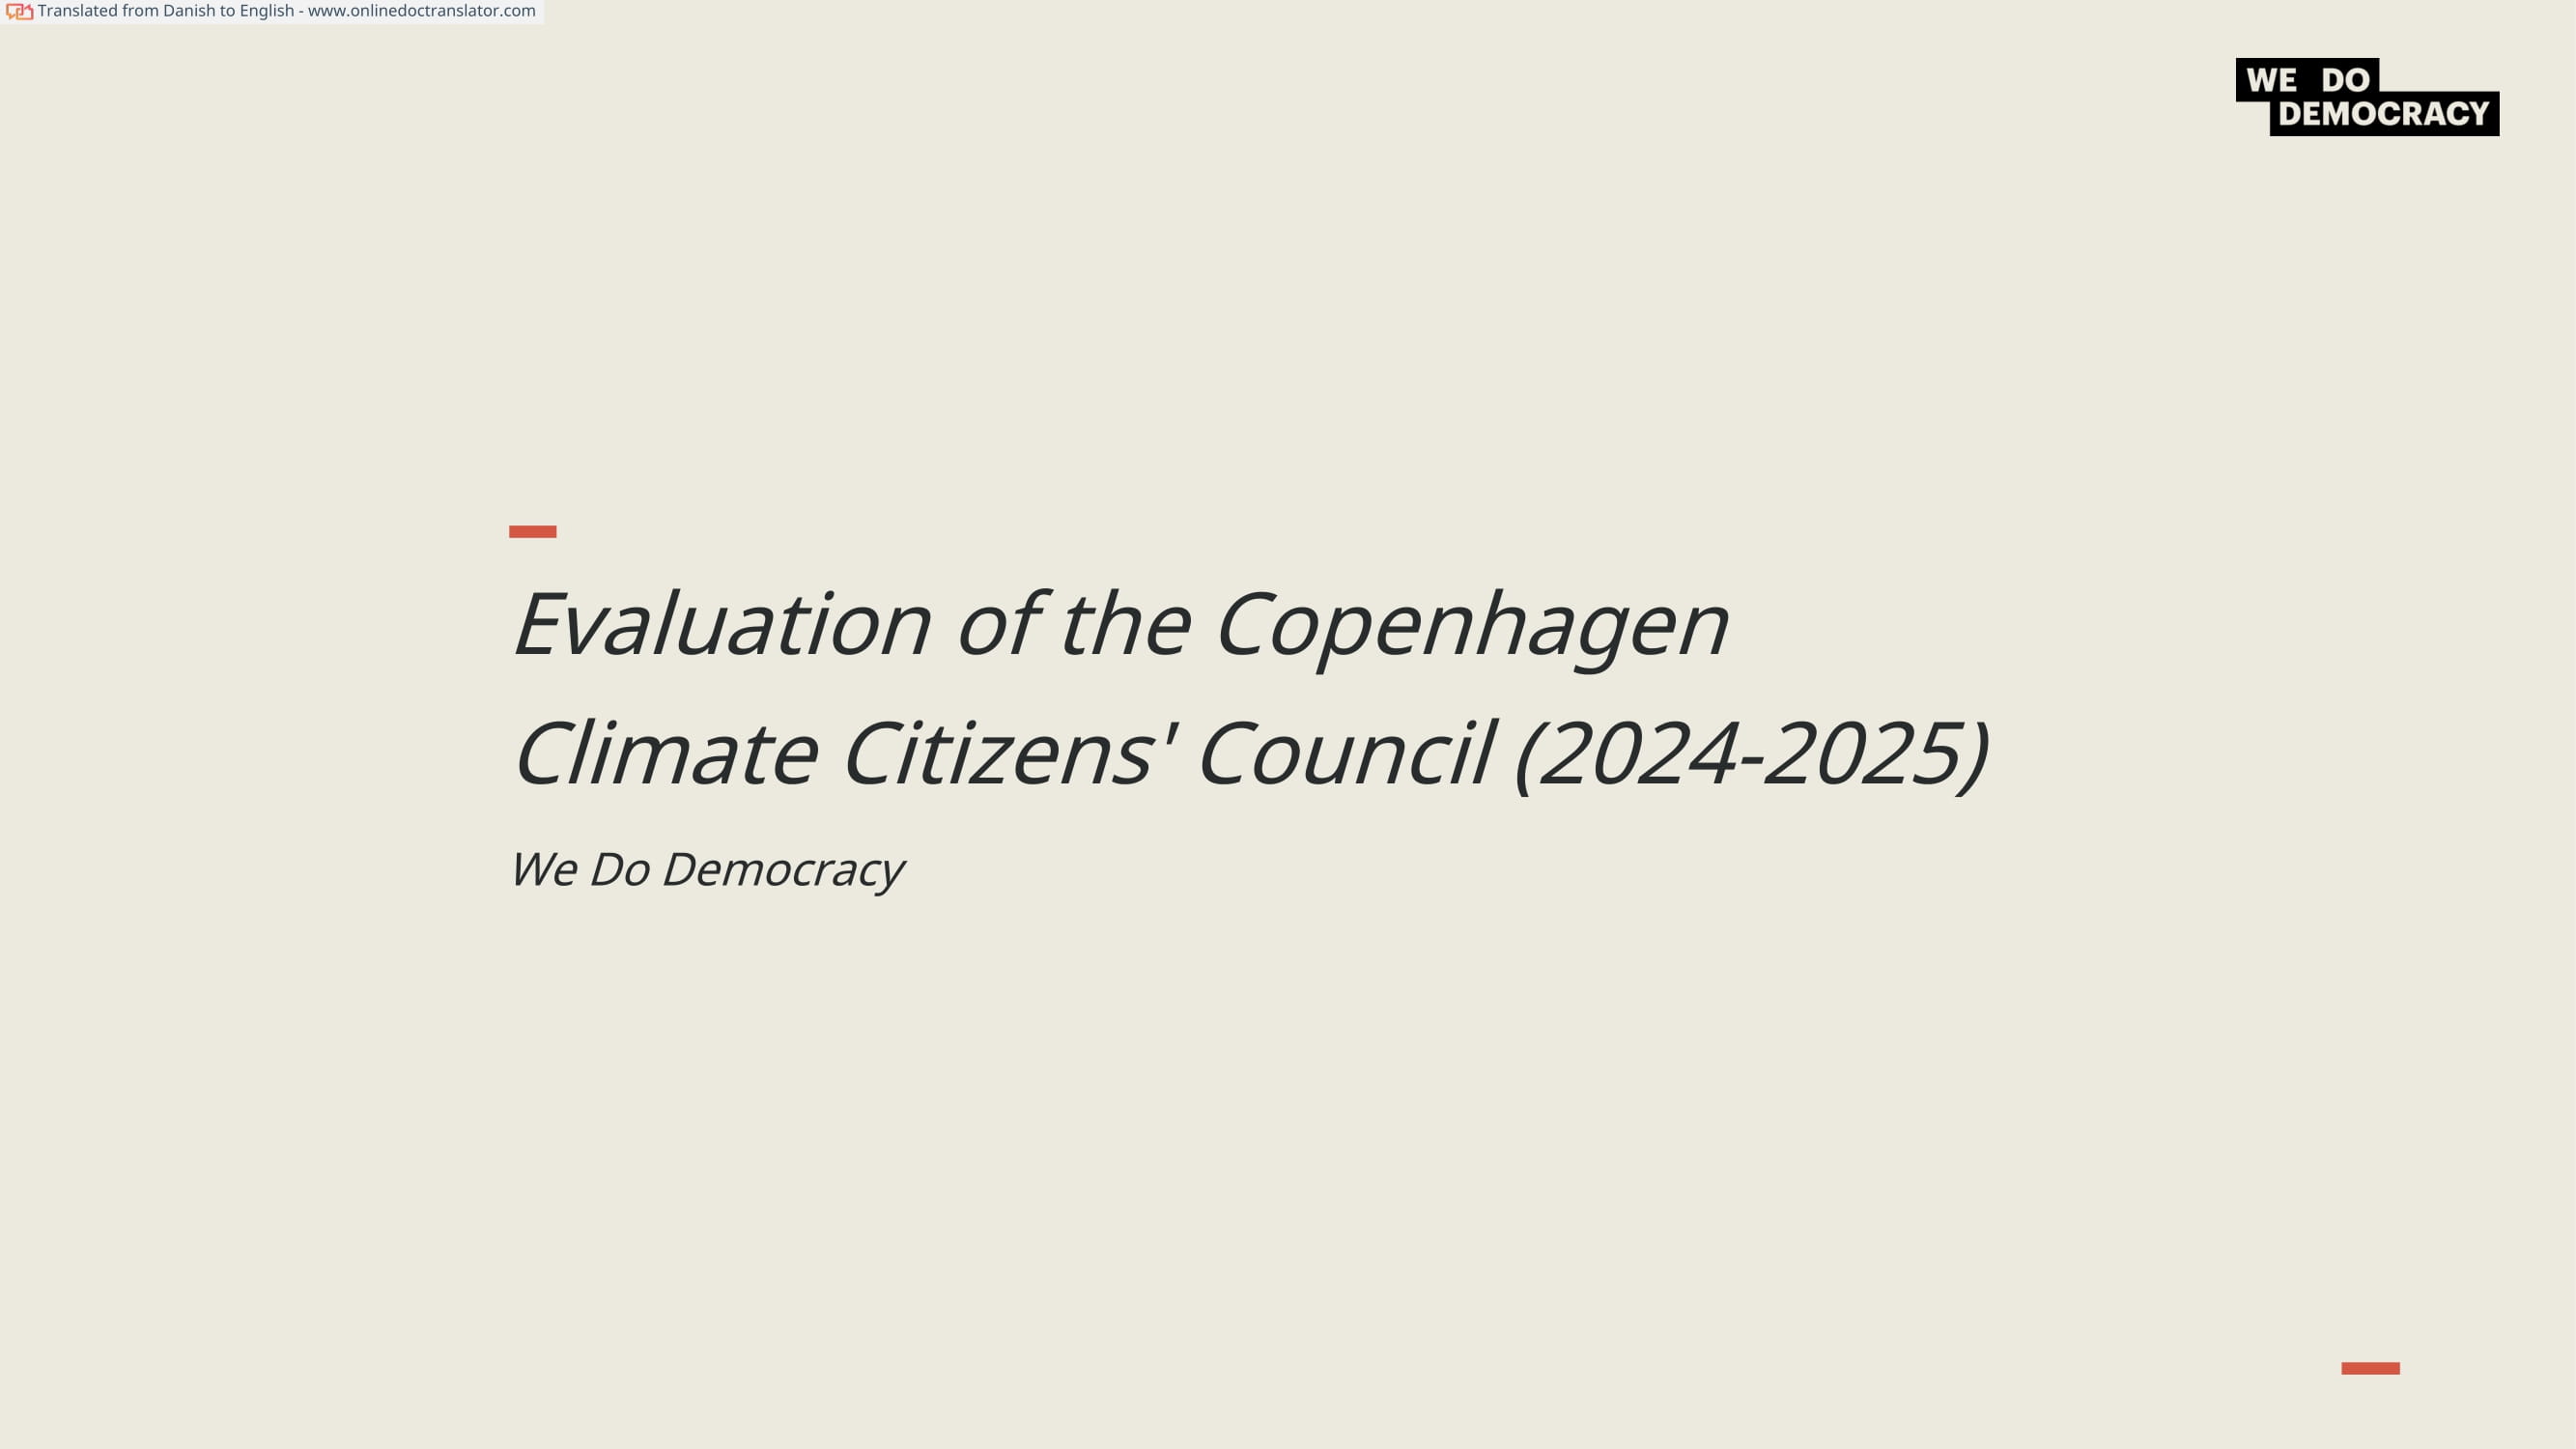 Translated from Danish to English - www.onlinedoctranslator.com
WE DO
DEMOCRACY
Evaluation of the Copenhagen
Climate Citizens' Council (2024-2025)
We Do Democracy